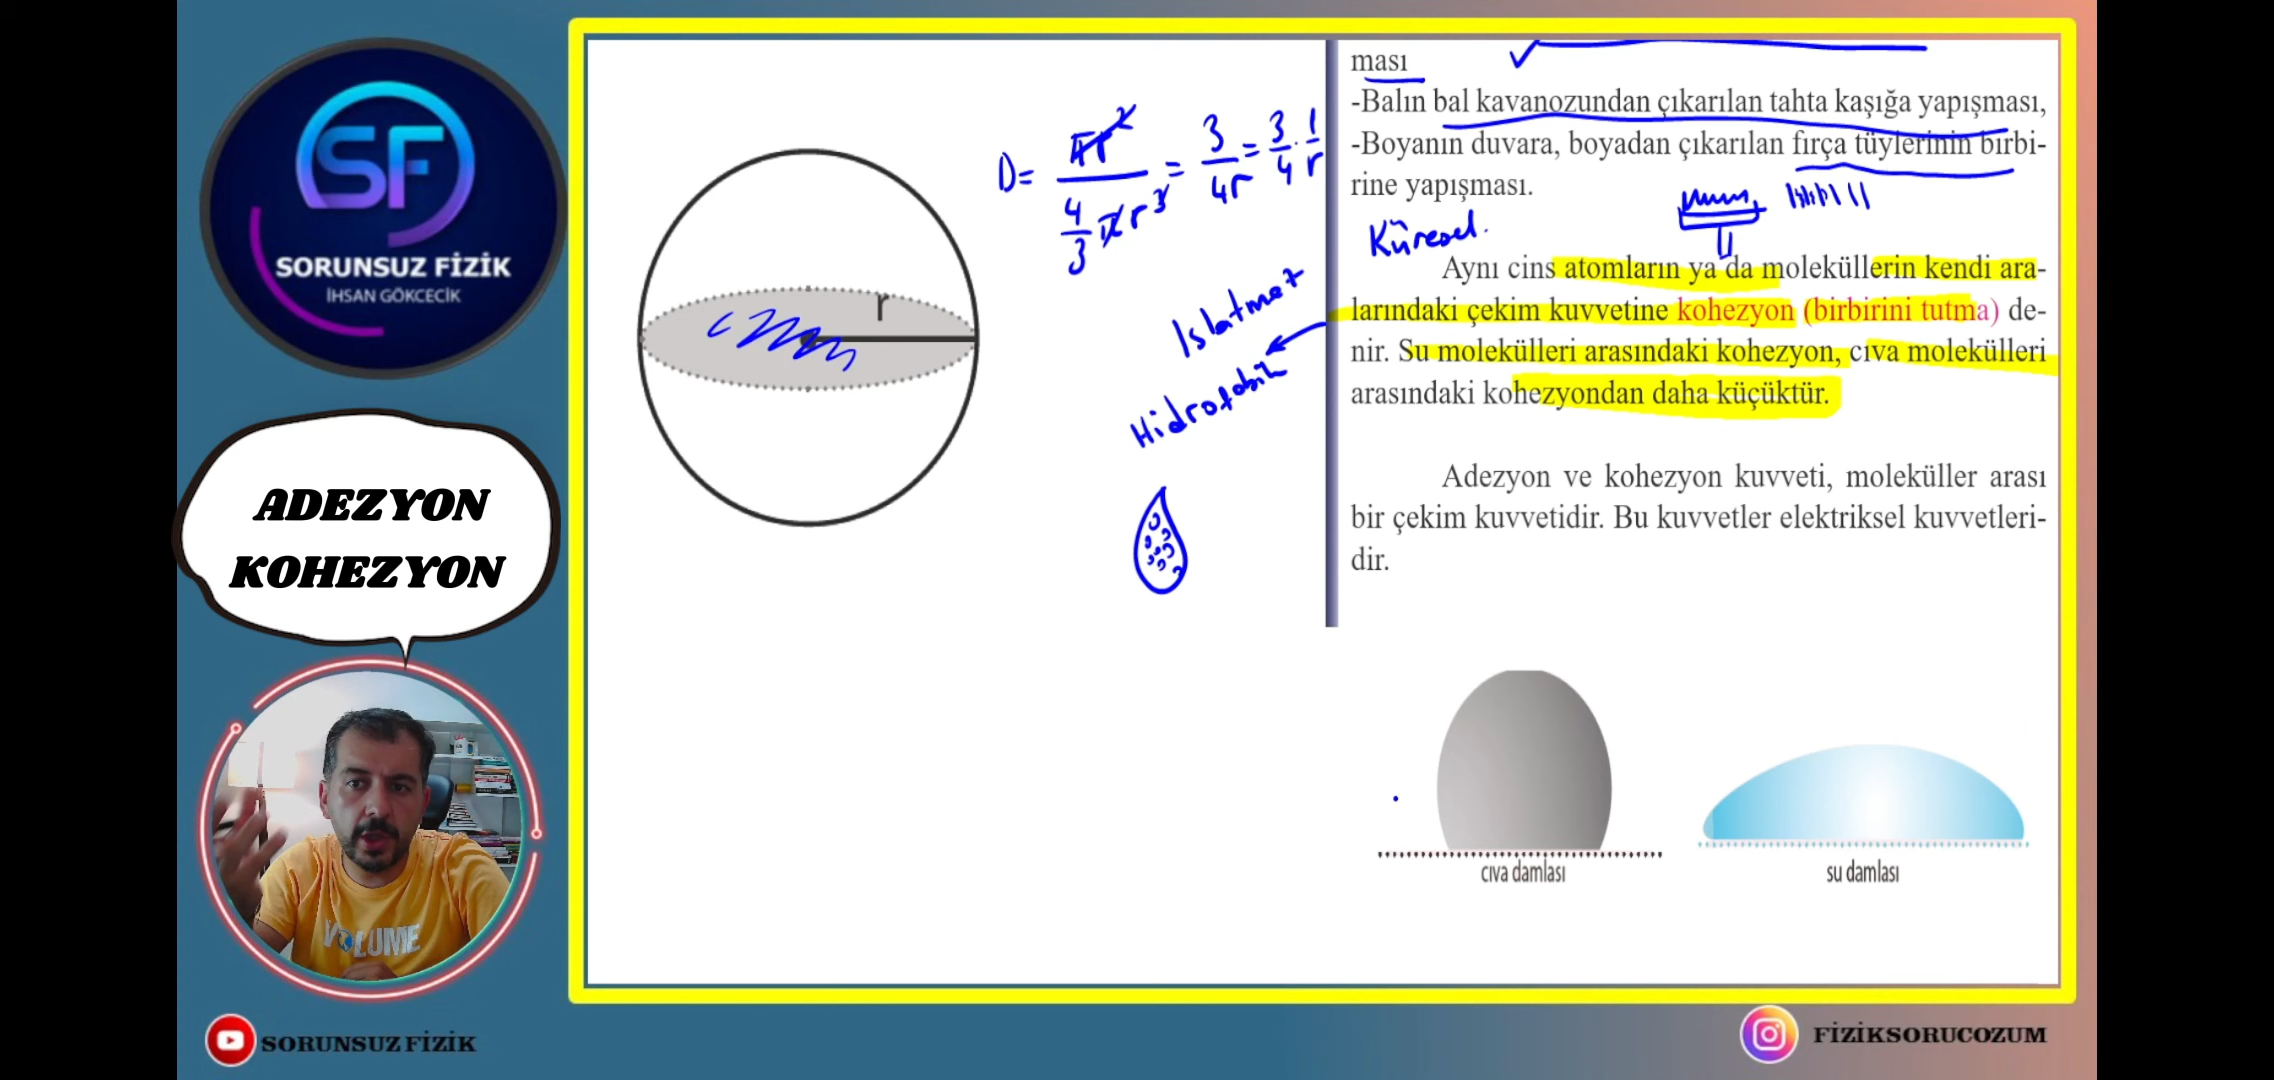 SF
SORUNSUZ FİZİK
İHSAN GÖKCECİK
ADEZYON
KOHEZYON
VOLUME
SORUNSUZ FİZİK
r
D= πr² / 4/3 πr³ = 3/4r = 3/4 · 1/r
Islatmaz
Hidrofobik
ması
-Balın bal kavanozundan çıkarılan tahta kaşığa yapışması,
-Boyanın duvara, boyadan çıkarılan fırça tüylerinin birbi-
rine yapışması.
Küresel.
Aynı cins atomların ya da moleküllerin kendi ara-
larındaki çekim kuvvetine kohezyon (birbirini tutma) de-
nir. Su molekülleri arasındaki kohezyon, cıva molekülleri
arasındaki kohezyondan daha küçüktür.
Adezyon ve kohezyon kuvveti, moleküller arası
bir çekim kuvvetidir. Bu kuvvetler elektriksel kuvvetleri-
dir.
cıva damlası
su damlası
FİZİKSORUCOZUM